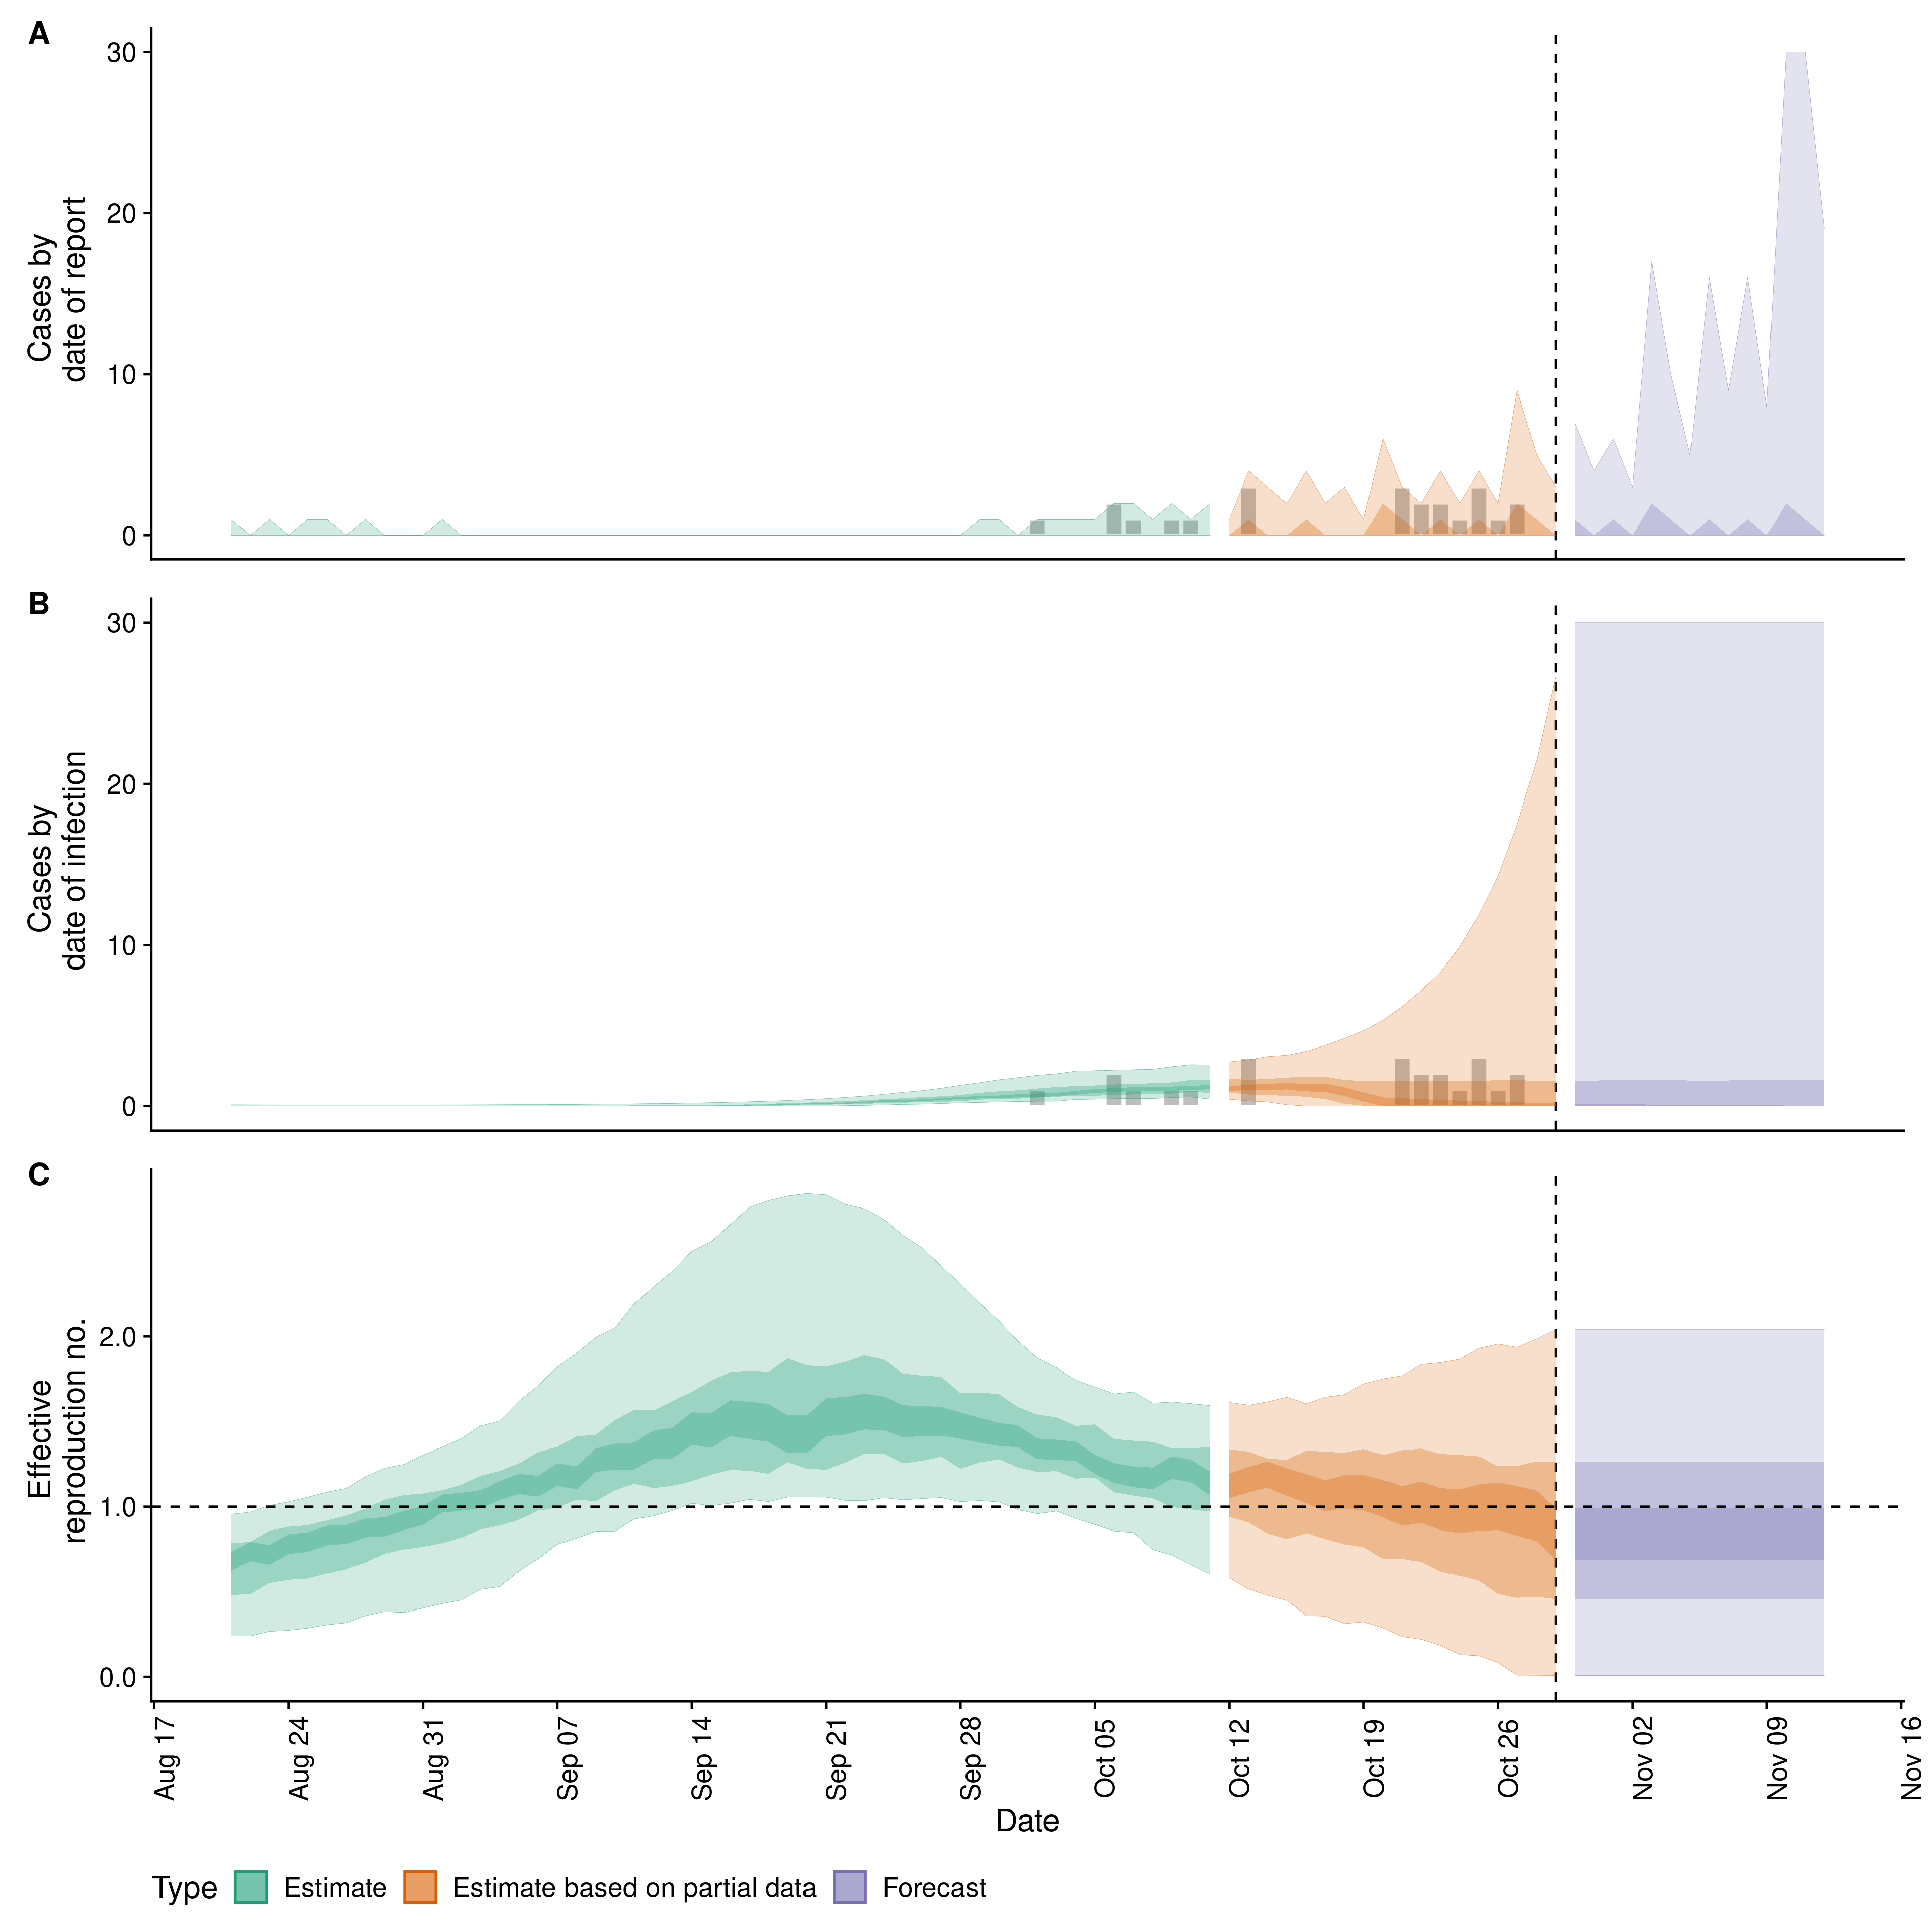 A
30
20
10
0
Cases by
date of report
B
30
20
10
0
Cases by
date of infection
C
2.0
1.0
0.0
Effective
reproduction no.
Aug 17
Aug 24
Aug 31
Sep 07
Sep 14
Sep 21
Sep 28
Oct 05
Oct 12
Oct 19
Oct 26
Nov 02
Nov 09
Nov 16
Date
Type Estimate Estimate based on partial data Forecast